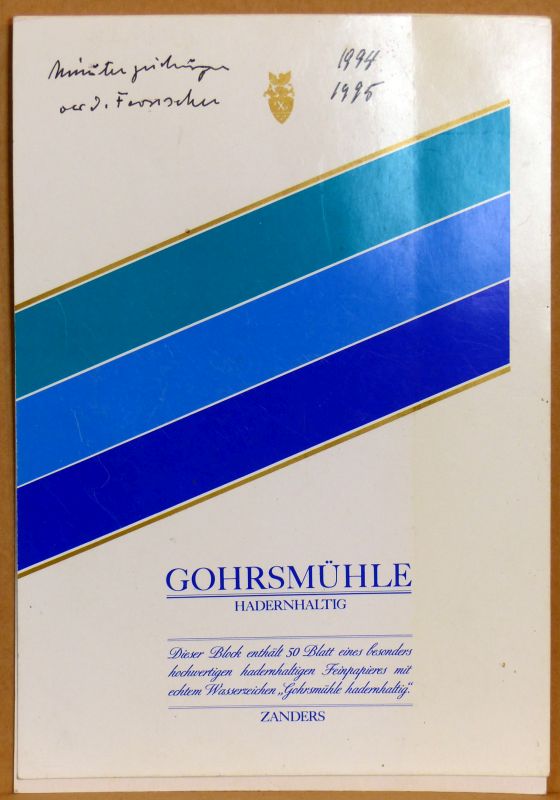 1994
1995
GOHRSMÜHLE
HADERNHALTIG
Dieser Block enthält 50 Blatt eines besonders
hochwertigen hadernhaltigen Feinpapieres mit
echtem Wasserzeichen „Gohrsmühle hadernhaltig."
ZANDERS